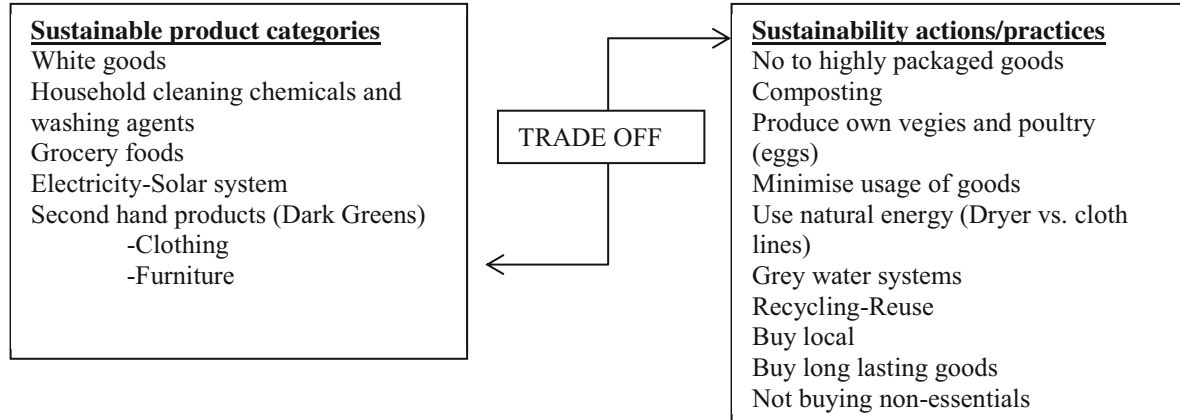 Sustainable product categories
White goods
Household cleaning chemicals and
washing agents
Grocery foods
Electricity-Solar system
Second hand products (Dark Greens)
-Clothing
-Furniture
TRADE OFF
Sustainability actions/practices
No to highly packaged goods
Composting
Produce own vegies and poultry
(eggs)
Minimise usage of goods
Use natural energy (Dryer vs. cloth
lines)
Grey water systems
Recycling-Reuse
Buy local
Buy long lasting goods
Not buying non-essentials